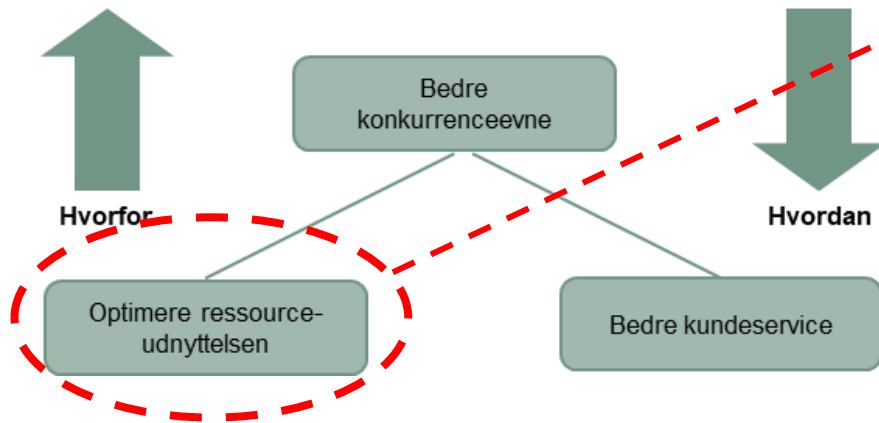 Bedre
konkurrenceevne
Hvorfor
Hvordan
Optimere ressource-
udnyttelsen
Bedre kundeservice